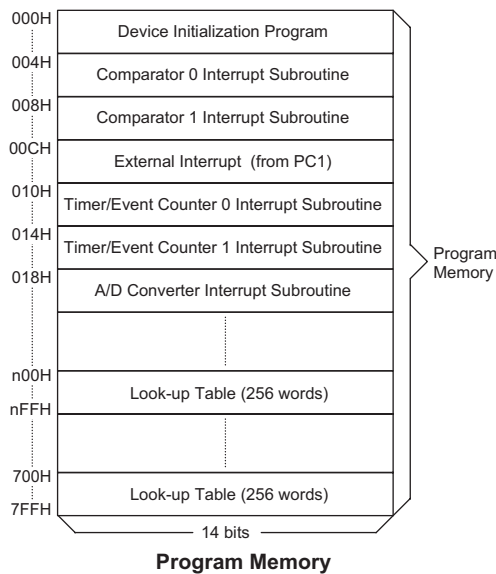 000H
Device Initialization Program
004H
Comparator 0 Interrupt Subroutine
008H
Comparator 1 Interrupt Subroutine
00CH
External Interrupt (from PC1)
010H
Timer/Event Counter 0 Interrupt Subroutine
014H
Timer/Event Counter 1 Interrupt Subroutine
018H
A/D Converter Interrupt Subroutine
Program
Memory
n00H
Look-up Table (256 words)
nFFH
700H
Look-up Table (256 words)
7FFH
14 bits
Program Memory